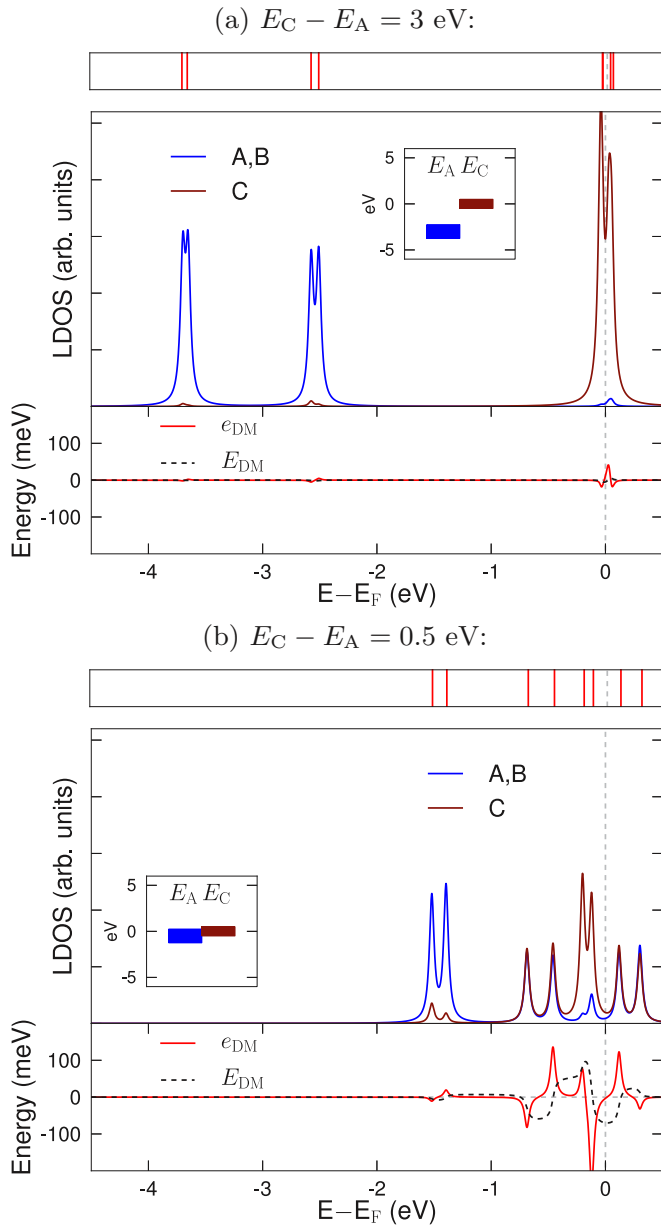 (a) E_C − E_A = 3 eV:
LDOS (arb. units)
A,B
C
E_A E_C
eV
5
0
-5
Energy (meV)
100
0
-100
e_DM
E_DM
-4 -3 -2 -1 0
E−E_F (eV)
(b) E_C − E_A = 0.5 eV:
LDOS (arb. units)
A,B
C
E_A E_C
eV
5
0
-5
Energy (meV)
100
0
-100
e_DM
E_DM
-4 -3 -2 -1 0
E−E_F (eV)